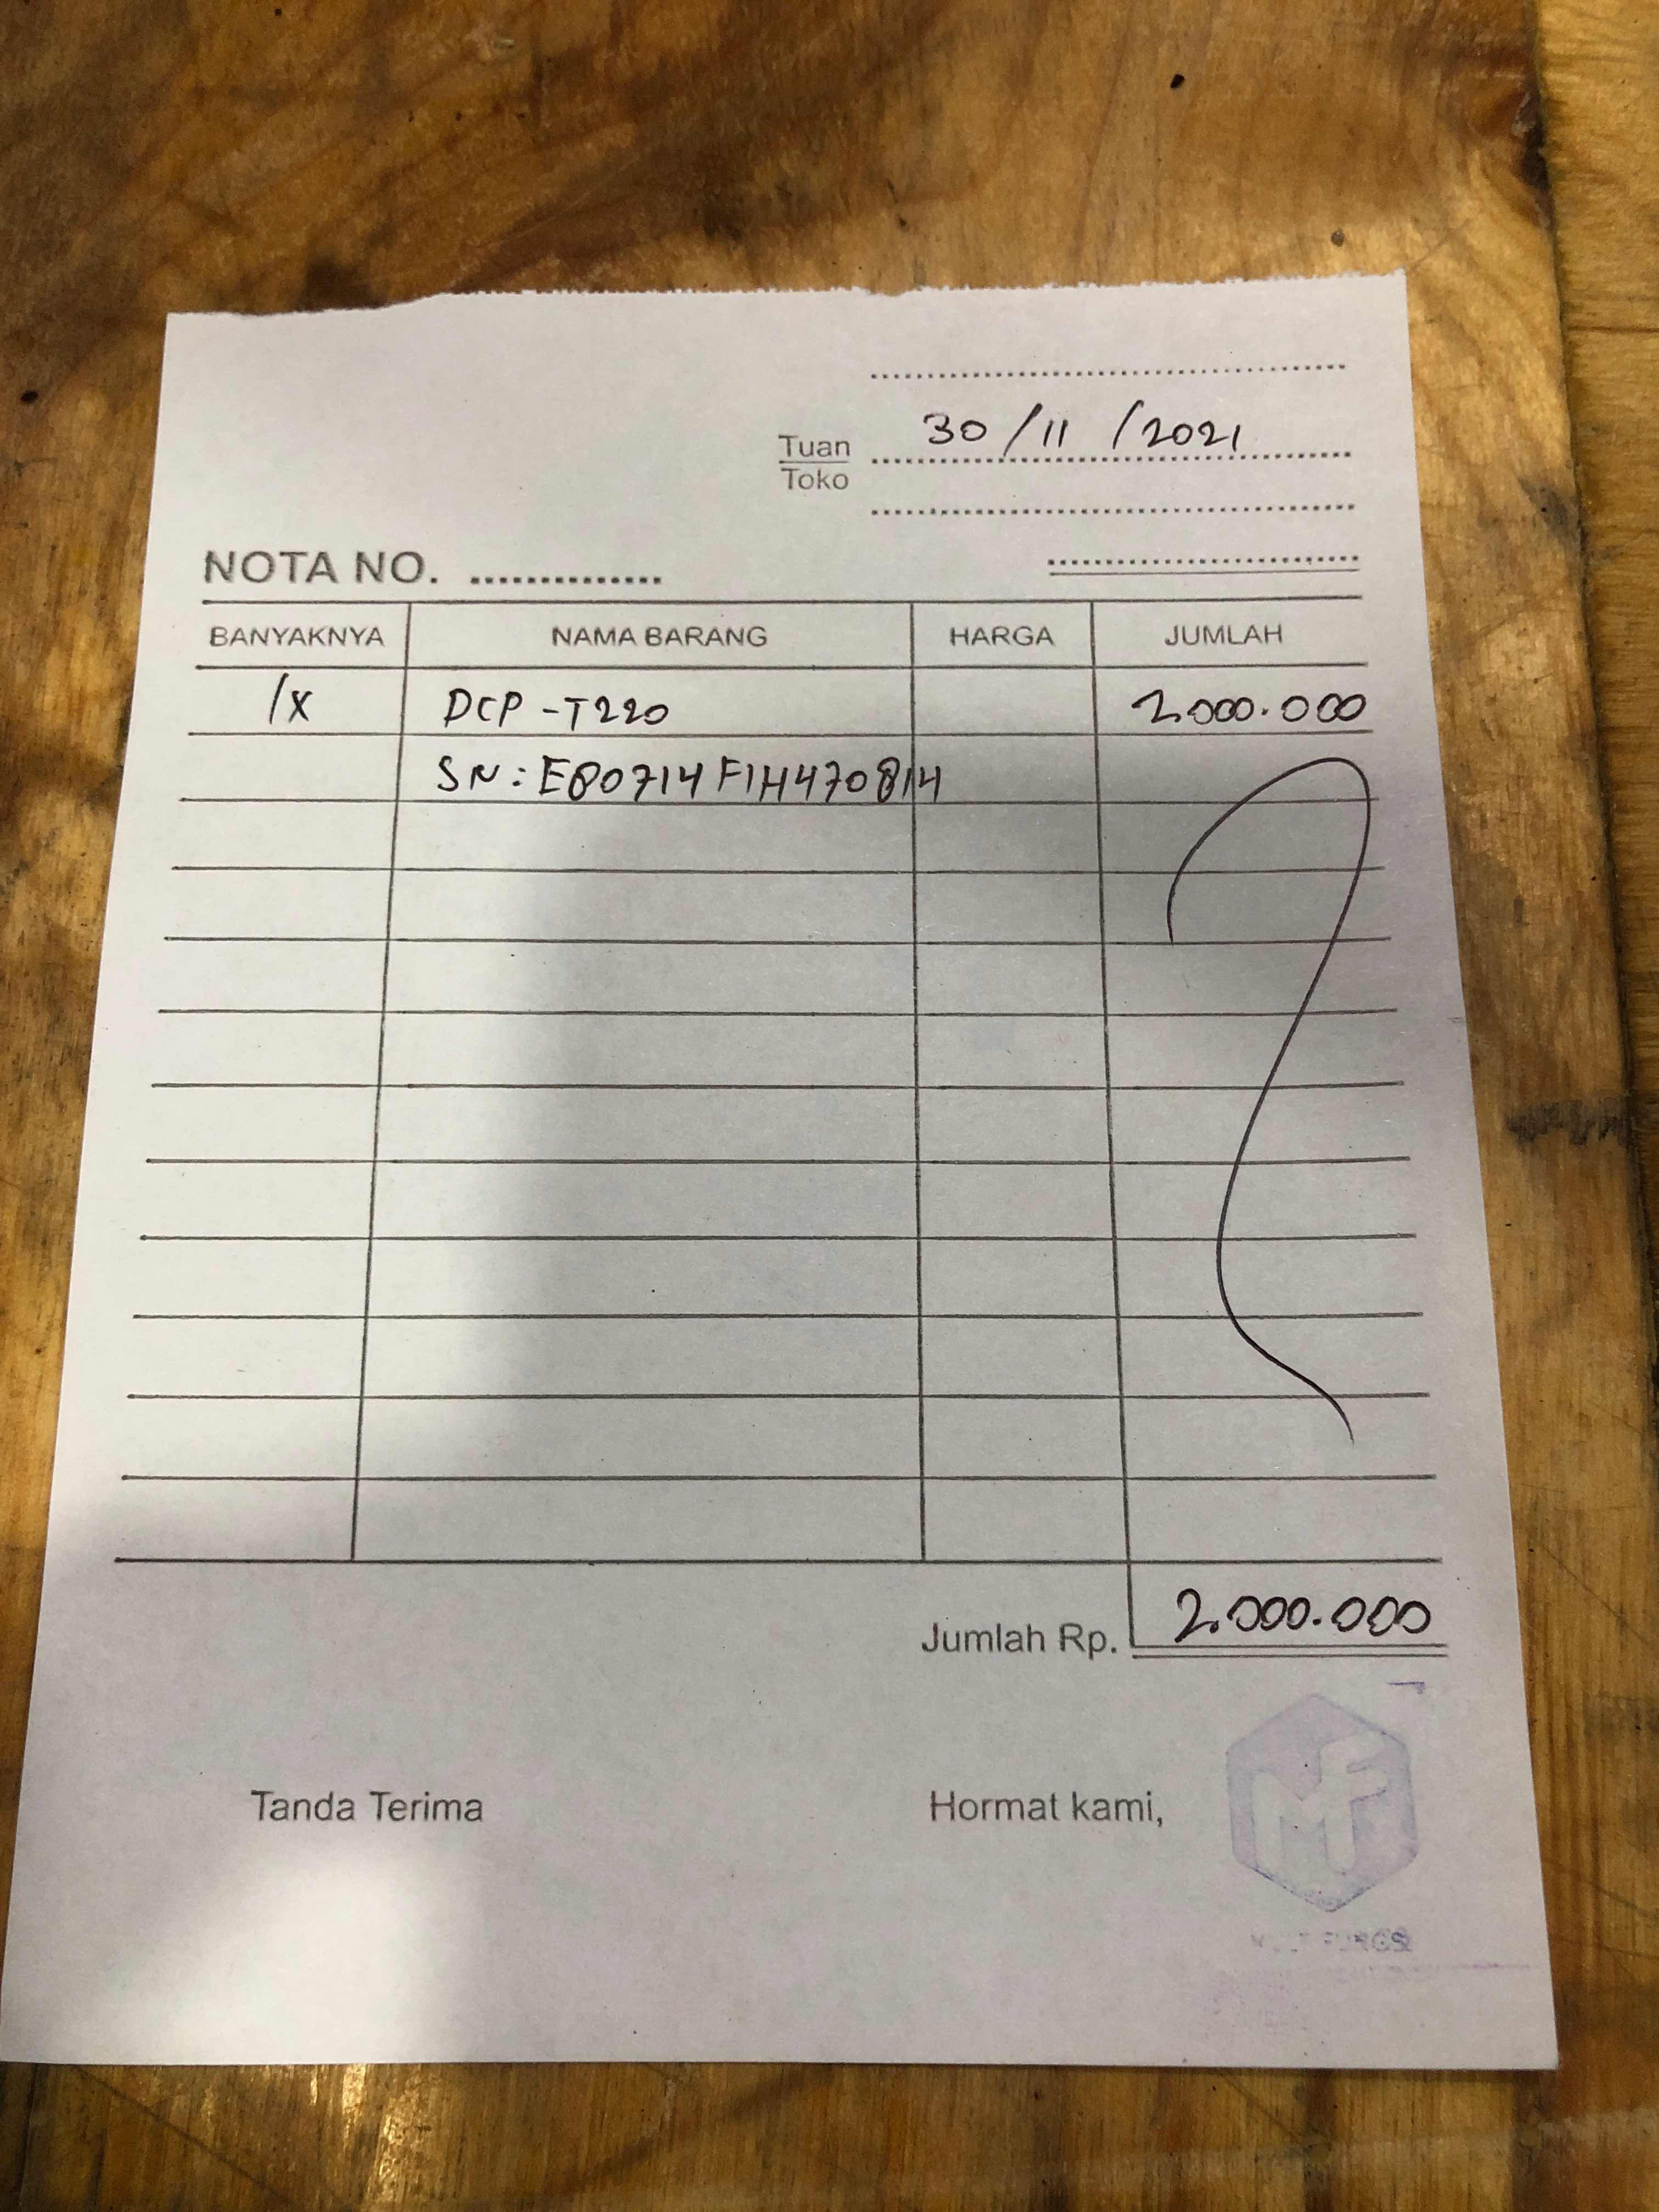 30/11/2021
Tuan
Toko
NOTA NO. ..............
BANYAKNYA NAMA BARANG HARGA JUMLAH
1x DCP-T220 2.000.000
SN: E80714F1H470814
Jumlah Rp. 2.000.000
Tanda Terima Hormat kami,
MF